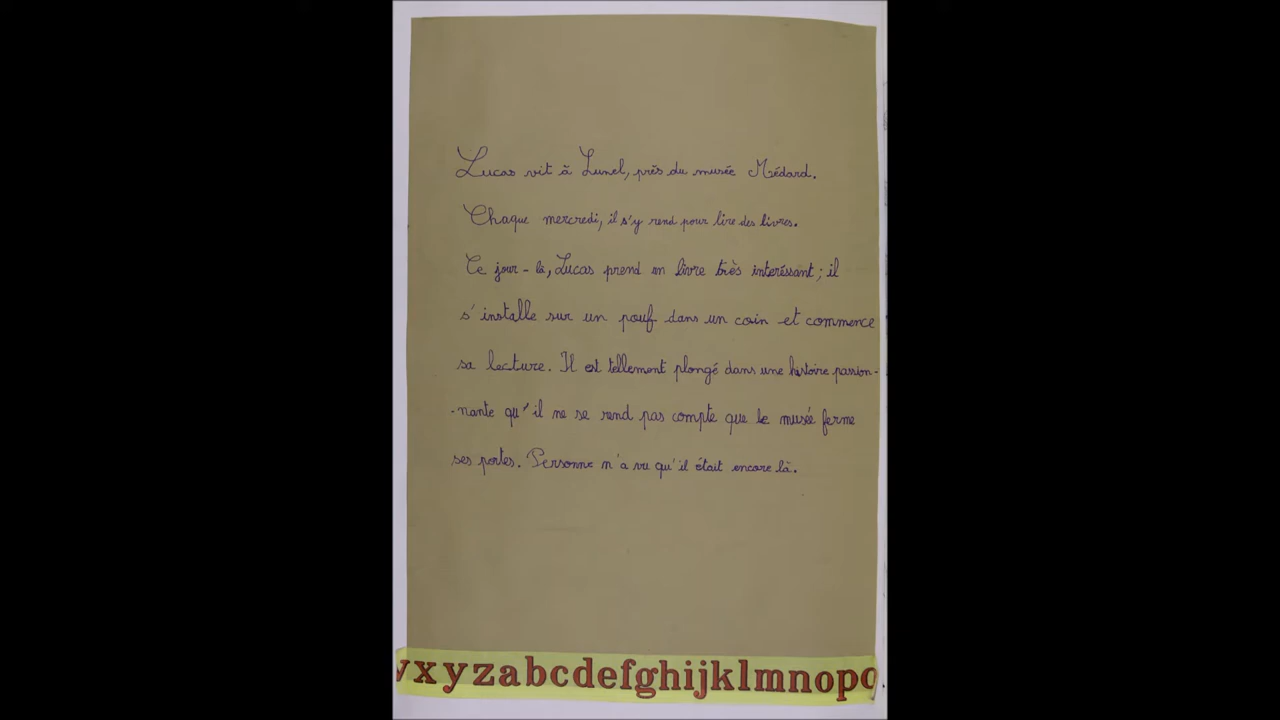 Lucas vit à Lunel, près du musée Médard.
Chaque mercredi, il s'y rend pour lire des livres.
Ce jour-là, Lucas prend un livre très interéssant ; il
s'installe sur un pouf dans un coin et commence
sa lecture. Il est tellement plongé dans une histoire passion-
-nante qu'il ne se rend pas compte que le musée ferme
ses portes. Personne n'a vu qu'il était encore là.
vxyzabcdefghijklmnopq